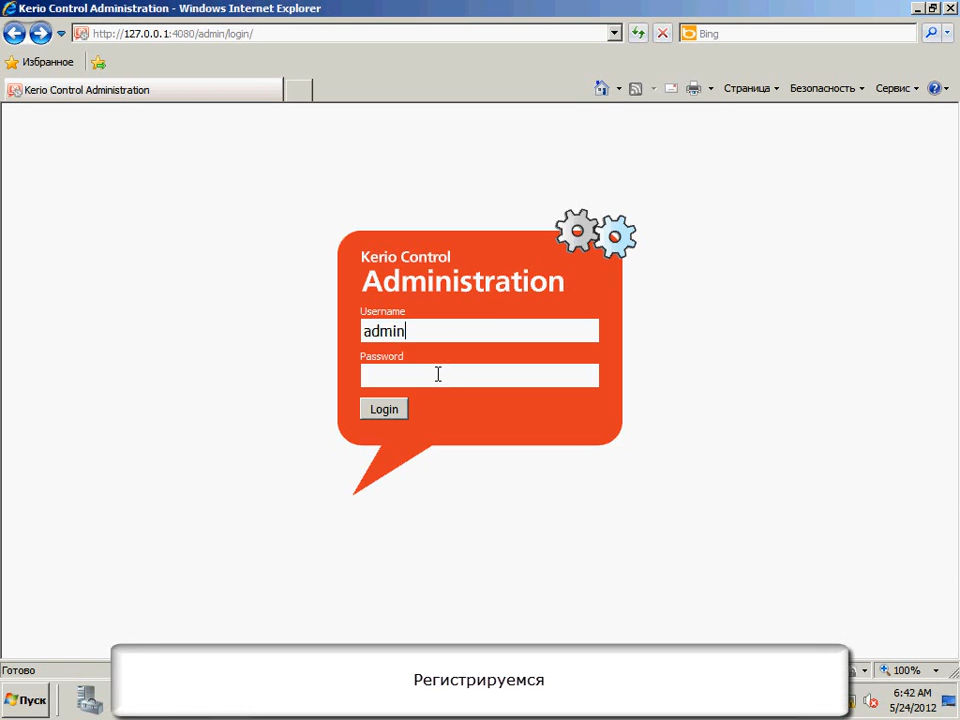 Kerio Control Administration - Windows Internet Explorer
http://127.0.0.1:4080/admin/login/
Bing
Избранное
Kerio Control Administration
Страница
Безопасность
Сервис
Kerio Control
Administration
Username
admin
Password
Login
Готово
100%
Регистрируемся
Пуск
6:42 AM
5/24/2012